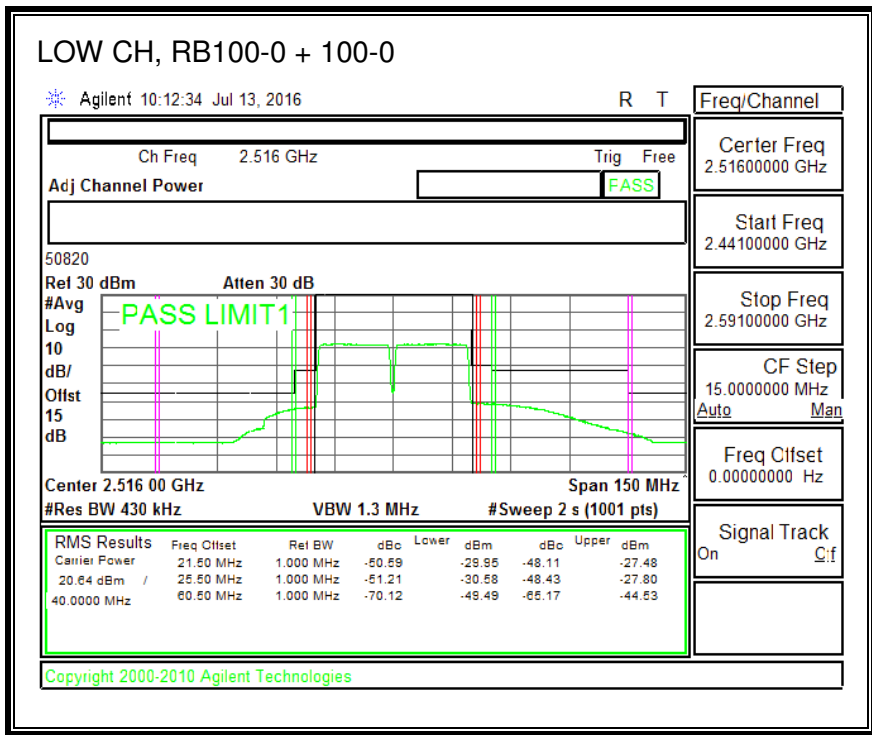 LOW CH, RB100-0 + 100-0
Agilent 10:12:34 Jul 13, 2016 R T
Freq/Channel
Ch Freq 2.516 GHz Trig Free
Adj Channel Power PASS
Center Freq
2.51600000 GHz
Start Freq
2.44100000 GHz
Stop Freq
2.59100000 GHz
CF Step
15.0000000 MHz
Auto Man
Freq Offset
0.00000000 Hz
Signal Track
On Off
50820
Ref 30 dBm Atten 30 dB
#Avg
Log
10
dB/
Offst
15
dB
PASS LIMIT1
Center 2.516 00 GHz Span 150 MHz
#Res BW 430 kHz VBW 1.3 MHz #Sweep 2 s (1001 pts)
RMS Results Freq Offset Ref BW dBc Lower dBm dBc Upper dBm
Carrier Power 21.50 MHz 1.000 MHz -50.59 -29.95 -48.11 -27.48
20.64 dBm / 25.50 MHz 1.000 MHz -51.21 -30.58 -48.43 -27.80
40.0000 MHz 60.50 MHz 1.000 MHz -70.12 -49.49 -65.17 -44.53
Copyright 2000-2010 Agilent Technologies